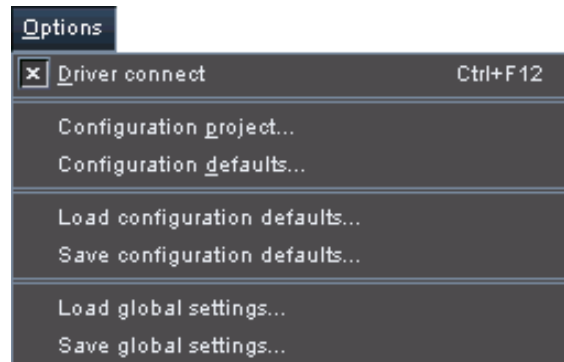 Options
Driver connect Ctrl+F12
Configuration project...
Configuration defaults...
Load configuration defaults...
Save configuration defaults...
Load global settings...
Save global settings...